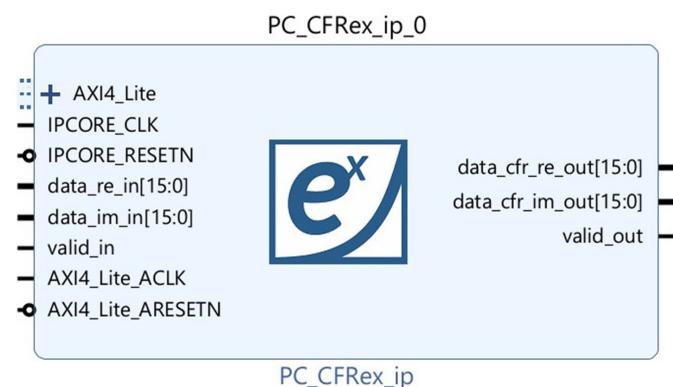 PC_CFRex_ip_0
AXI4_Lite
IPCORE_CLK
IPCORE_RESETN
data_re_in[15:0]
data_im_in[15:0]
valid_in
AXI4_Lite_ACLK
AXI4_Lite_ARESETN
ex
data_cfr_re_out[15:0]
data_cfr_im_out[15:0]
valid_out
PC_CFRex_ip